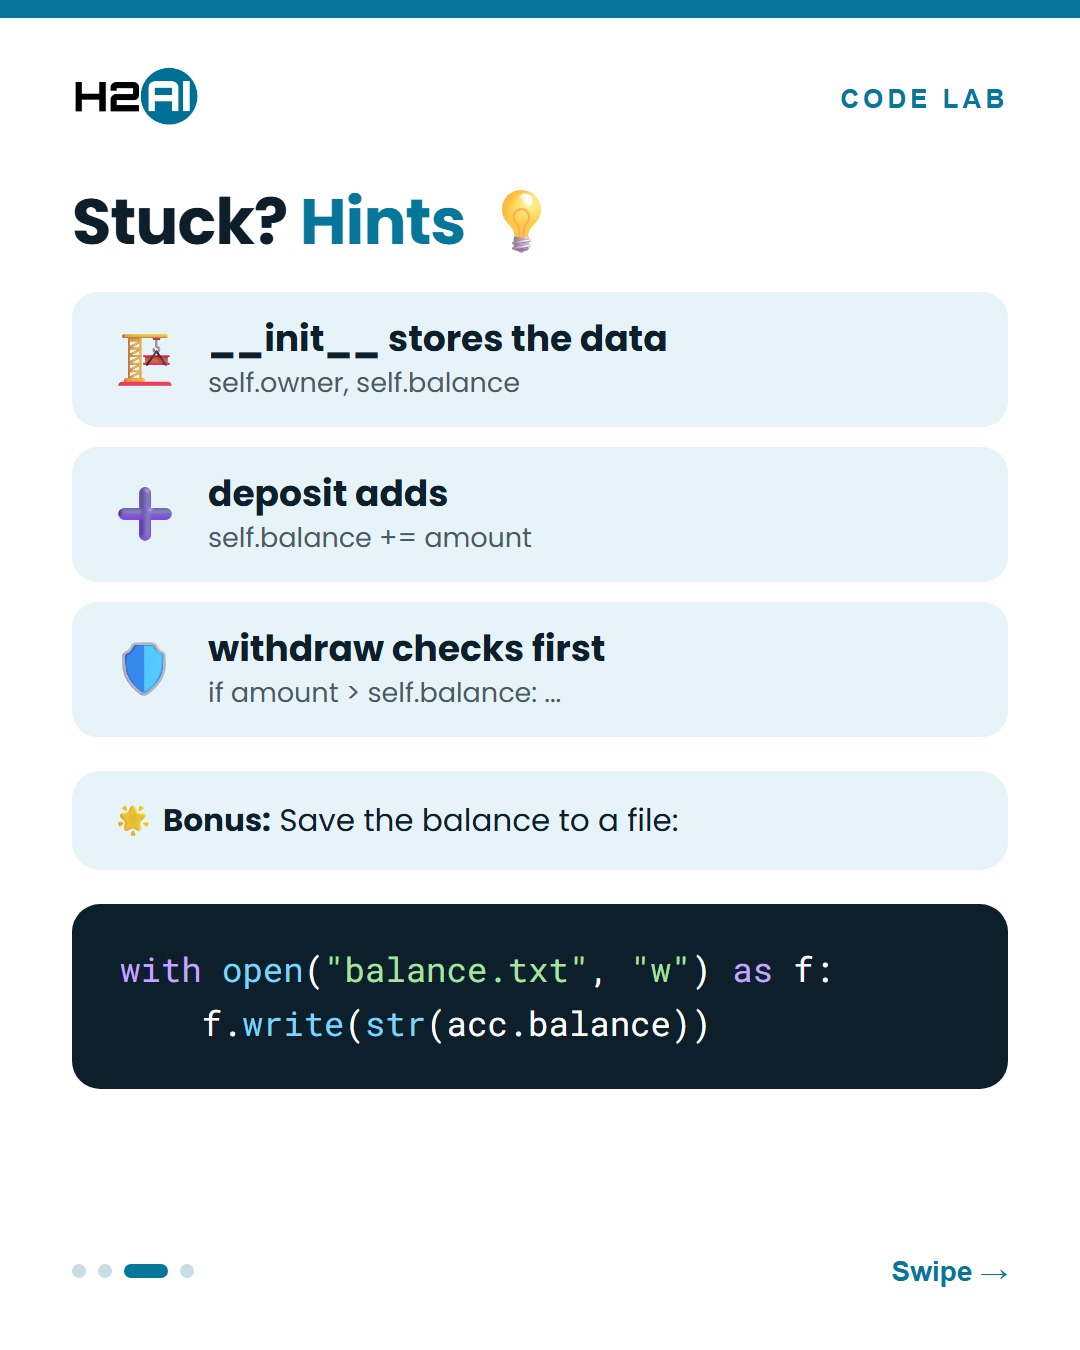 H2AI
CODE LAB
Stuck? Hints
__init__ stores the data
self.owner, self.balance
deposit adds
self.balance += amount
withdraw checks first
if amount > self.balance: ...
Bonus: Save the balance to a file:
with open("balance.txt", "w") as f:
    f.write(str(acc.balance))
Swipe →